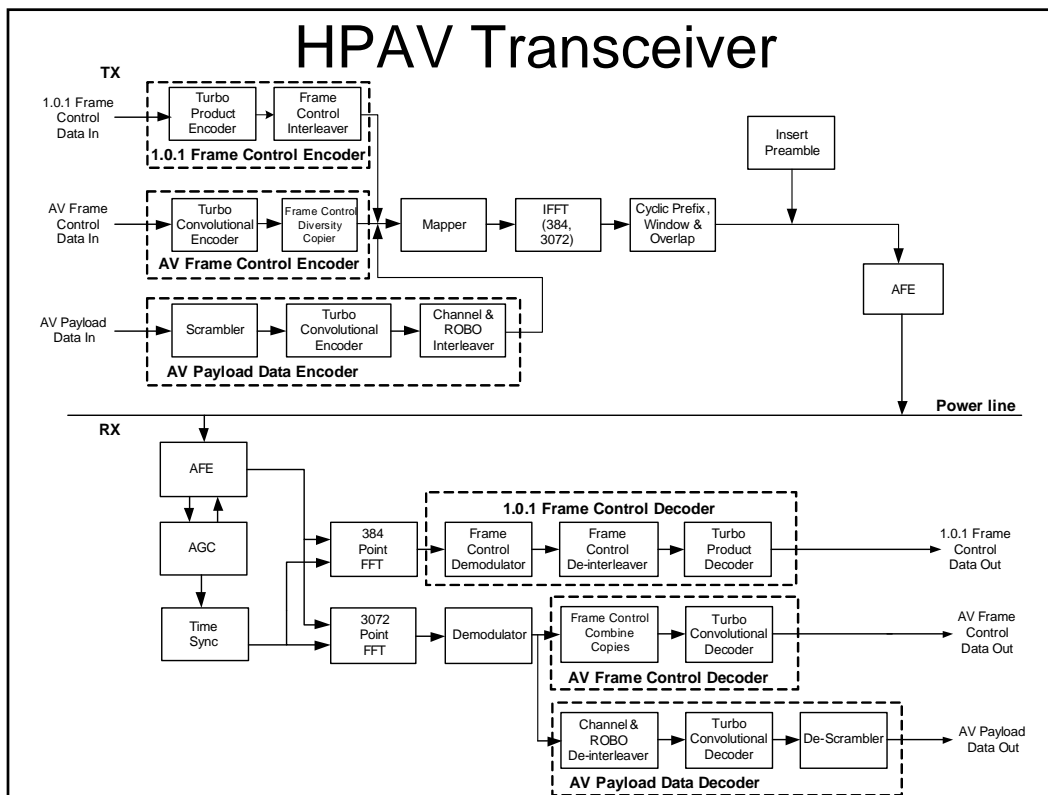 HPAV Transceiver
TX
1.0.1 Frame
Control
Data In
Turbo
Product
Encoder
Frame
Control
Interleaver
1.0.1 Frame Control Encoder
Insert
Preamble
AV Frame
Control
Data In
Turbo
Convolutional
Encoder
Frame Control
Diversity
Copier
AV Frame Control Encoder
Mapper
IFFT
(384,
3072)
Cyclic Prefix,
Window &
Overlap
AFE
AV Payload
Data In
Scrambler
Turbo
Convolutional
Encoder
Channel &
ROBO
Interleaver
AV Payload Data Encoder
Power line
RX
AFE
AGC
Time
Sync
384
Point
FFT
1.0.1 Frame Control Decoder
Frame
Control
Demodulator
Frame
Control
De-interleaver
Turbo
Product
Decoder
1.0.1 Frame
Control
Data Out
3072
Point
FFT
Demodulator
Frame Control
Combine
Copies
Turbo
Convolutional
Decoder
AV Frame Control Decoder
AV Frame
Control
Data Out
Channel &
ROBO
De-interleaver
Turbo
Convolutional
Decoder
De-Scrambler
AV Payload Data Decoder
AV Payload
Data Out